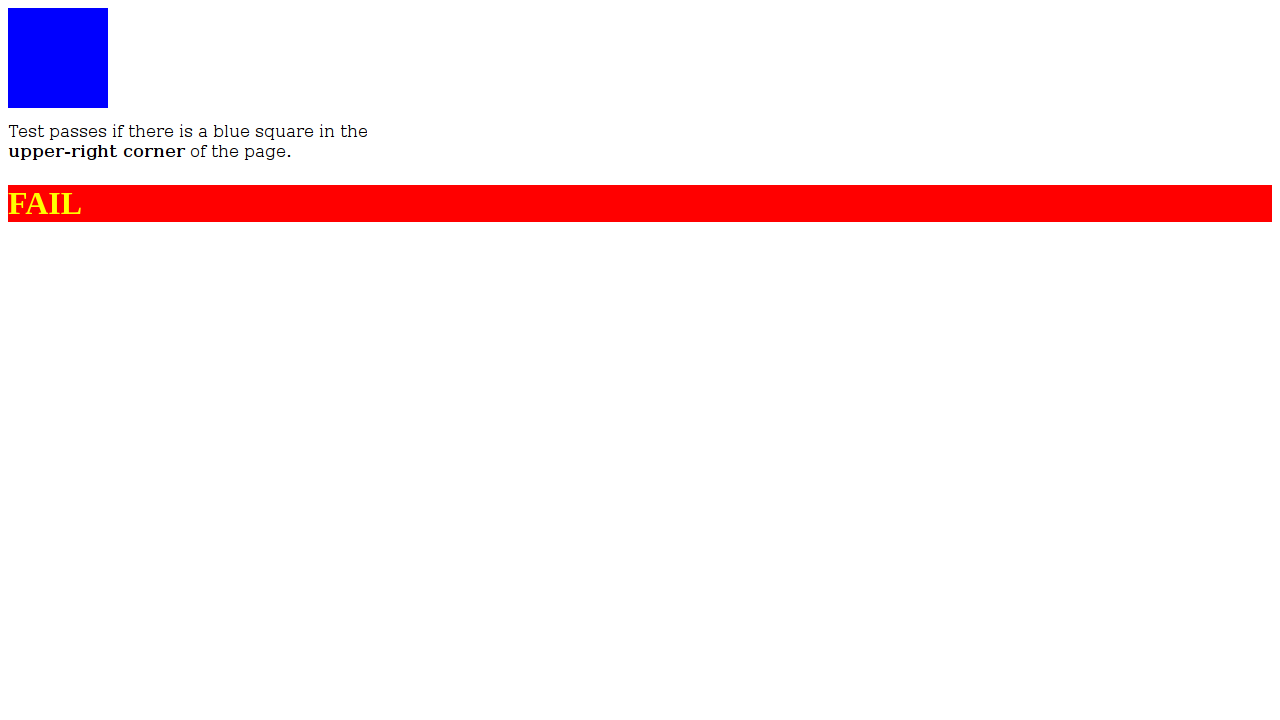 Test passes if there is a blue square in the
upper-right corner of the page.
FAIL